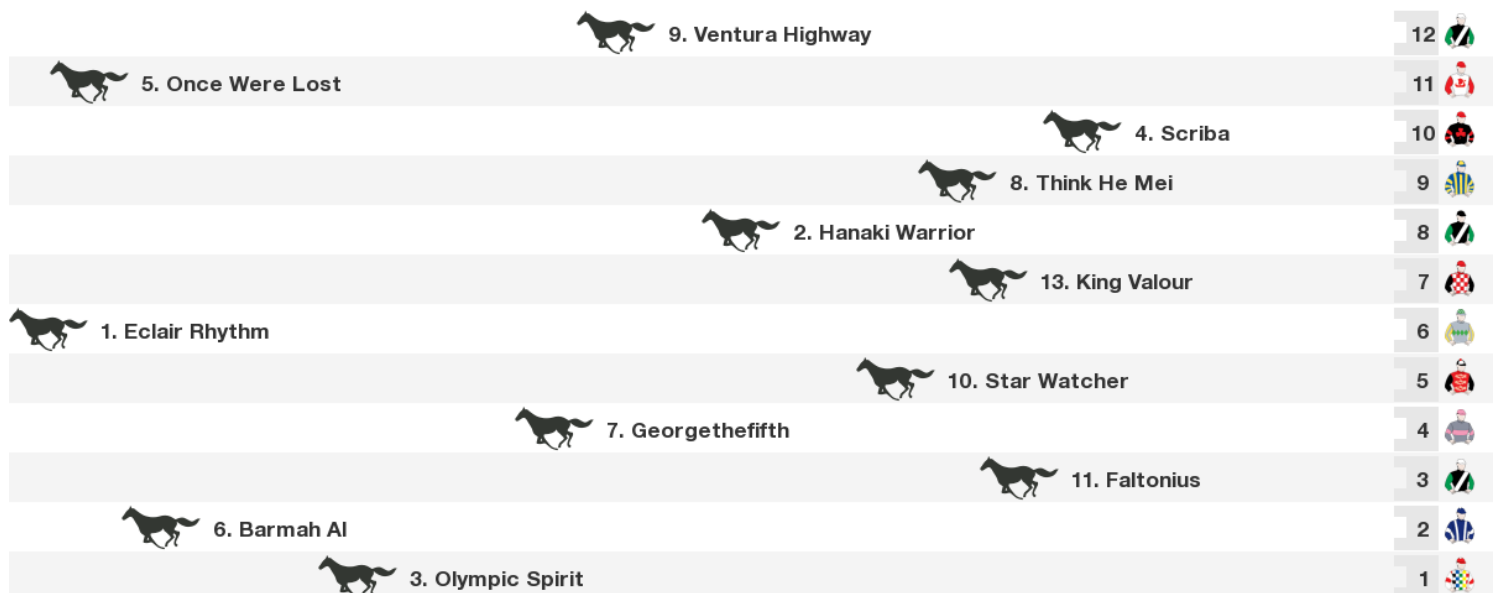 9. Ventura Highway 12
5. Once Were Lost 11
4. Scriba 10
8. Think He Mei 9
2. Hanaki Warrior 8
13. King Valour 7
1. Eclair Rhythm 6
10. Star Watcher 5
7. Georgethefifth 4
11. Faltonius 3
6. Barmah Al 2
3. Olympic Spirit 1